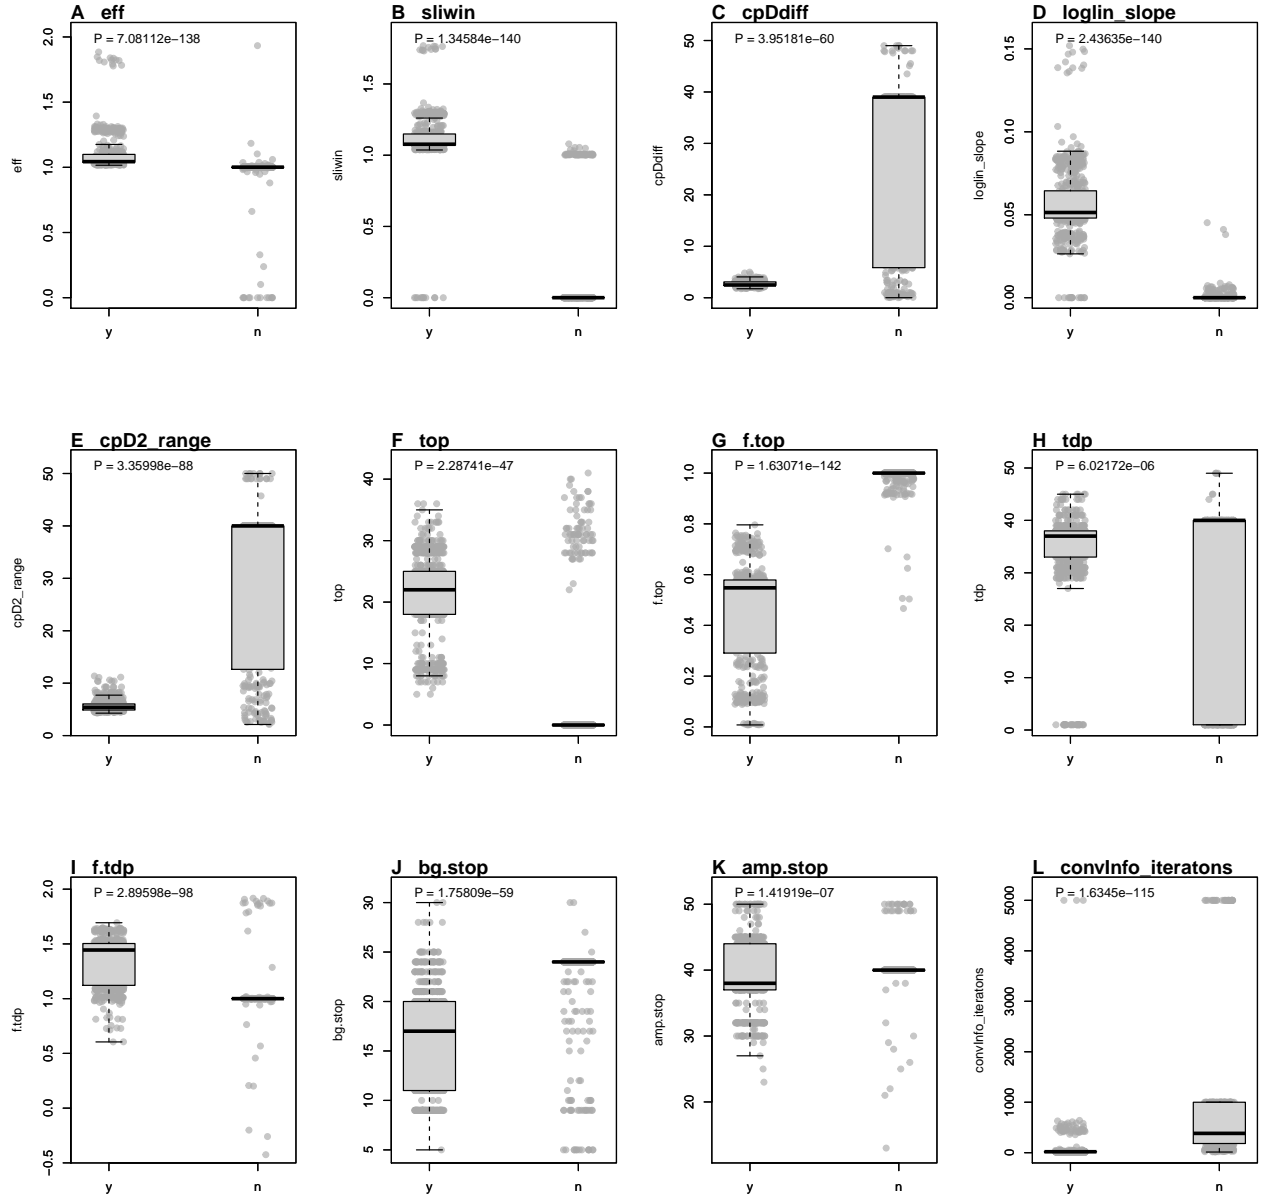 A eff
P = 7.08112e−138
eff
0.0
0.5
1.0
1.5
2.0
y
n
B sliwin
P = 1.34584e−140
sliwin
0.0
0.5
1.0
1.5
y
n
C cpDdiff
P = 3.95181e−60
cpDdiff
0
10
20
30
40
50
y
n
D loglin_slope
P = 2.43635e−140
loglin_slope
0.00
0.05
0.10
0.15
y
n
E cpD2_range
P = 3.35998e−88
cpD2_range
0
10
20
30
40
50
y
n
F top
P = 2.28741e−47
top
0
10
20
30
40
y
n
G f.top
P = 1.63071e−142
f.top
0.0
0.2
0.4
0.6
0.8
1.0
y
n
H tdp
P = 6.02172e−06
tdp
0
10
20
30
40
50
y
n
I f.tdp
P = 2.89598e−98
f.tdp
−0.5
0.0
0.5
1.0
1.5
2.0
y
n
J bg.stop
P = 1.75809e−59
bg.stop
5
10
15
20
25
30
y
n
K amp.stop
P = 1.41919e−07
amp.stop
20
30
40
50
y
n
L convInfo_iteratons
P = 1.6345e−115
convInfo_iteratons
0
1000
2000
3000
4000
5000
y
n